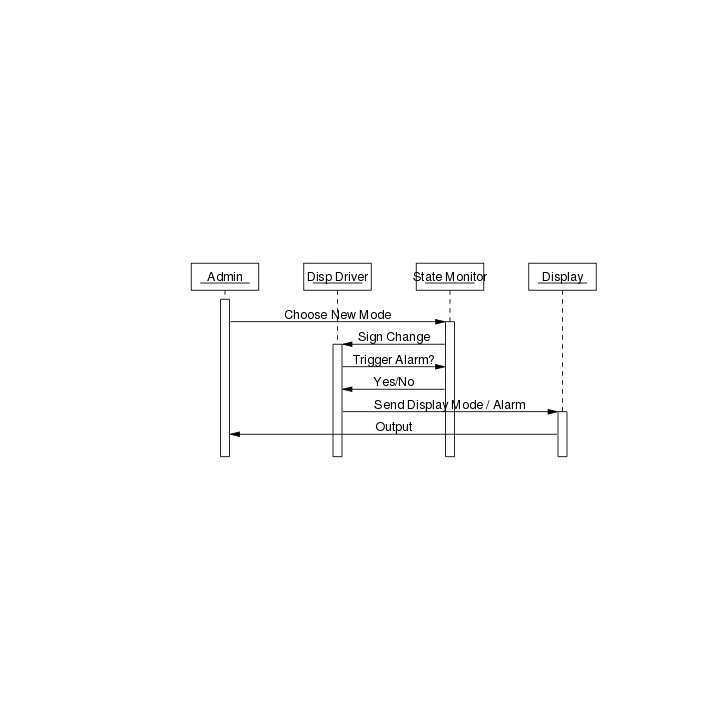 Admin
Disp Driver
State Monitor
Display
Choose New Mode
Sign Change
Trigger Alarm?
Yes/No
Send Display Mode / Alarm
Output